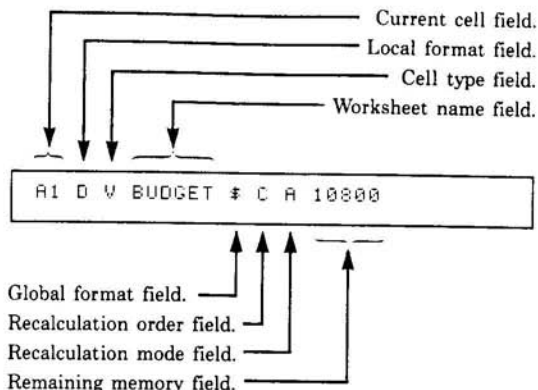 Current cell field.
Local format field.
Cell type field.
Worksheet name field.
A1 D V BUDGET $ C A 10800
Global format field.
Recalculation order field.
Recalculation mode field.
Remaining memory field.